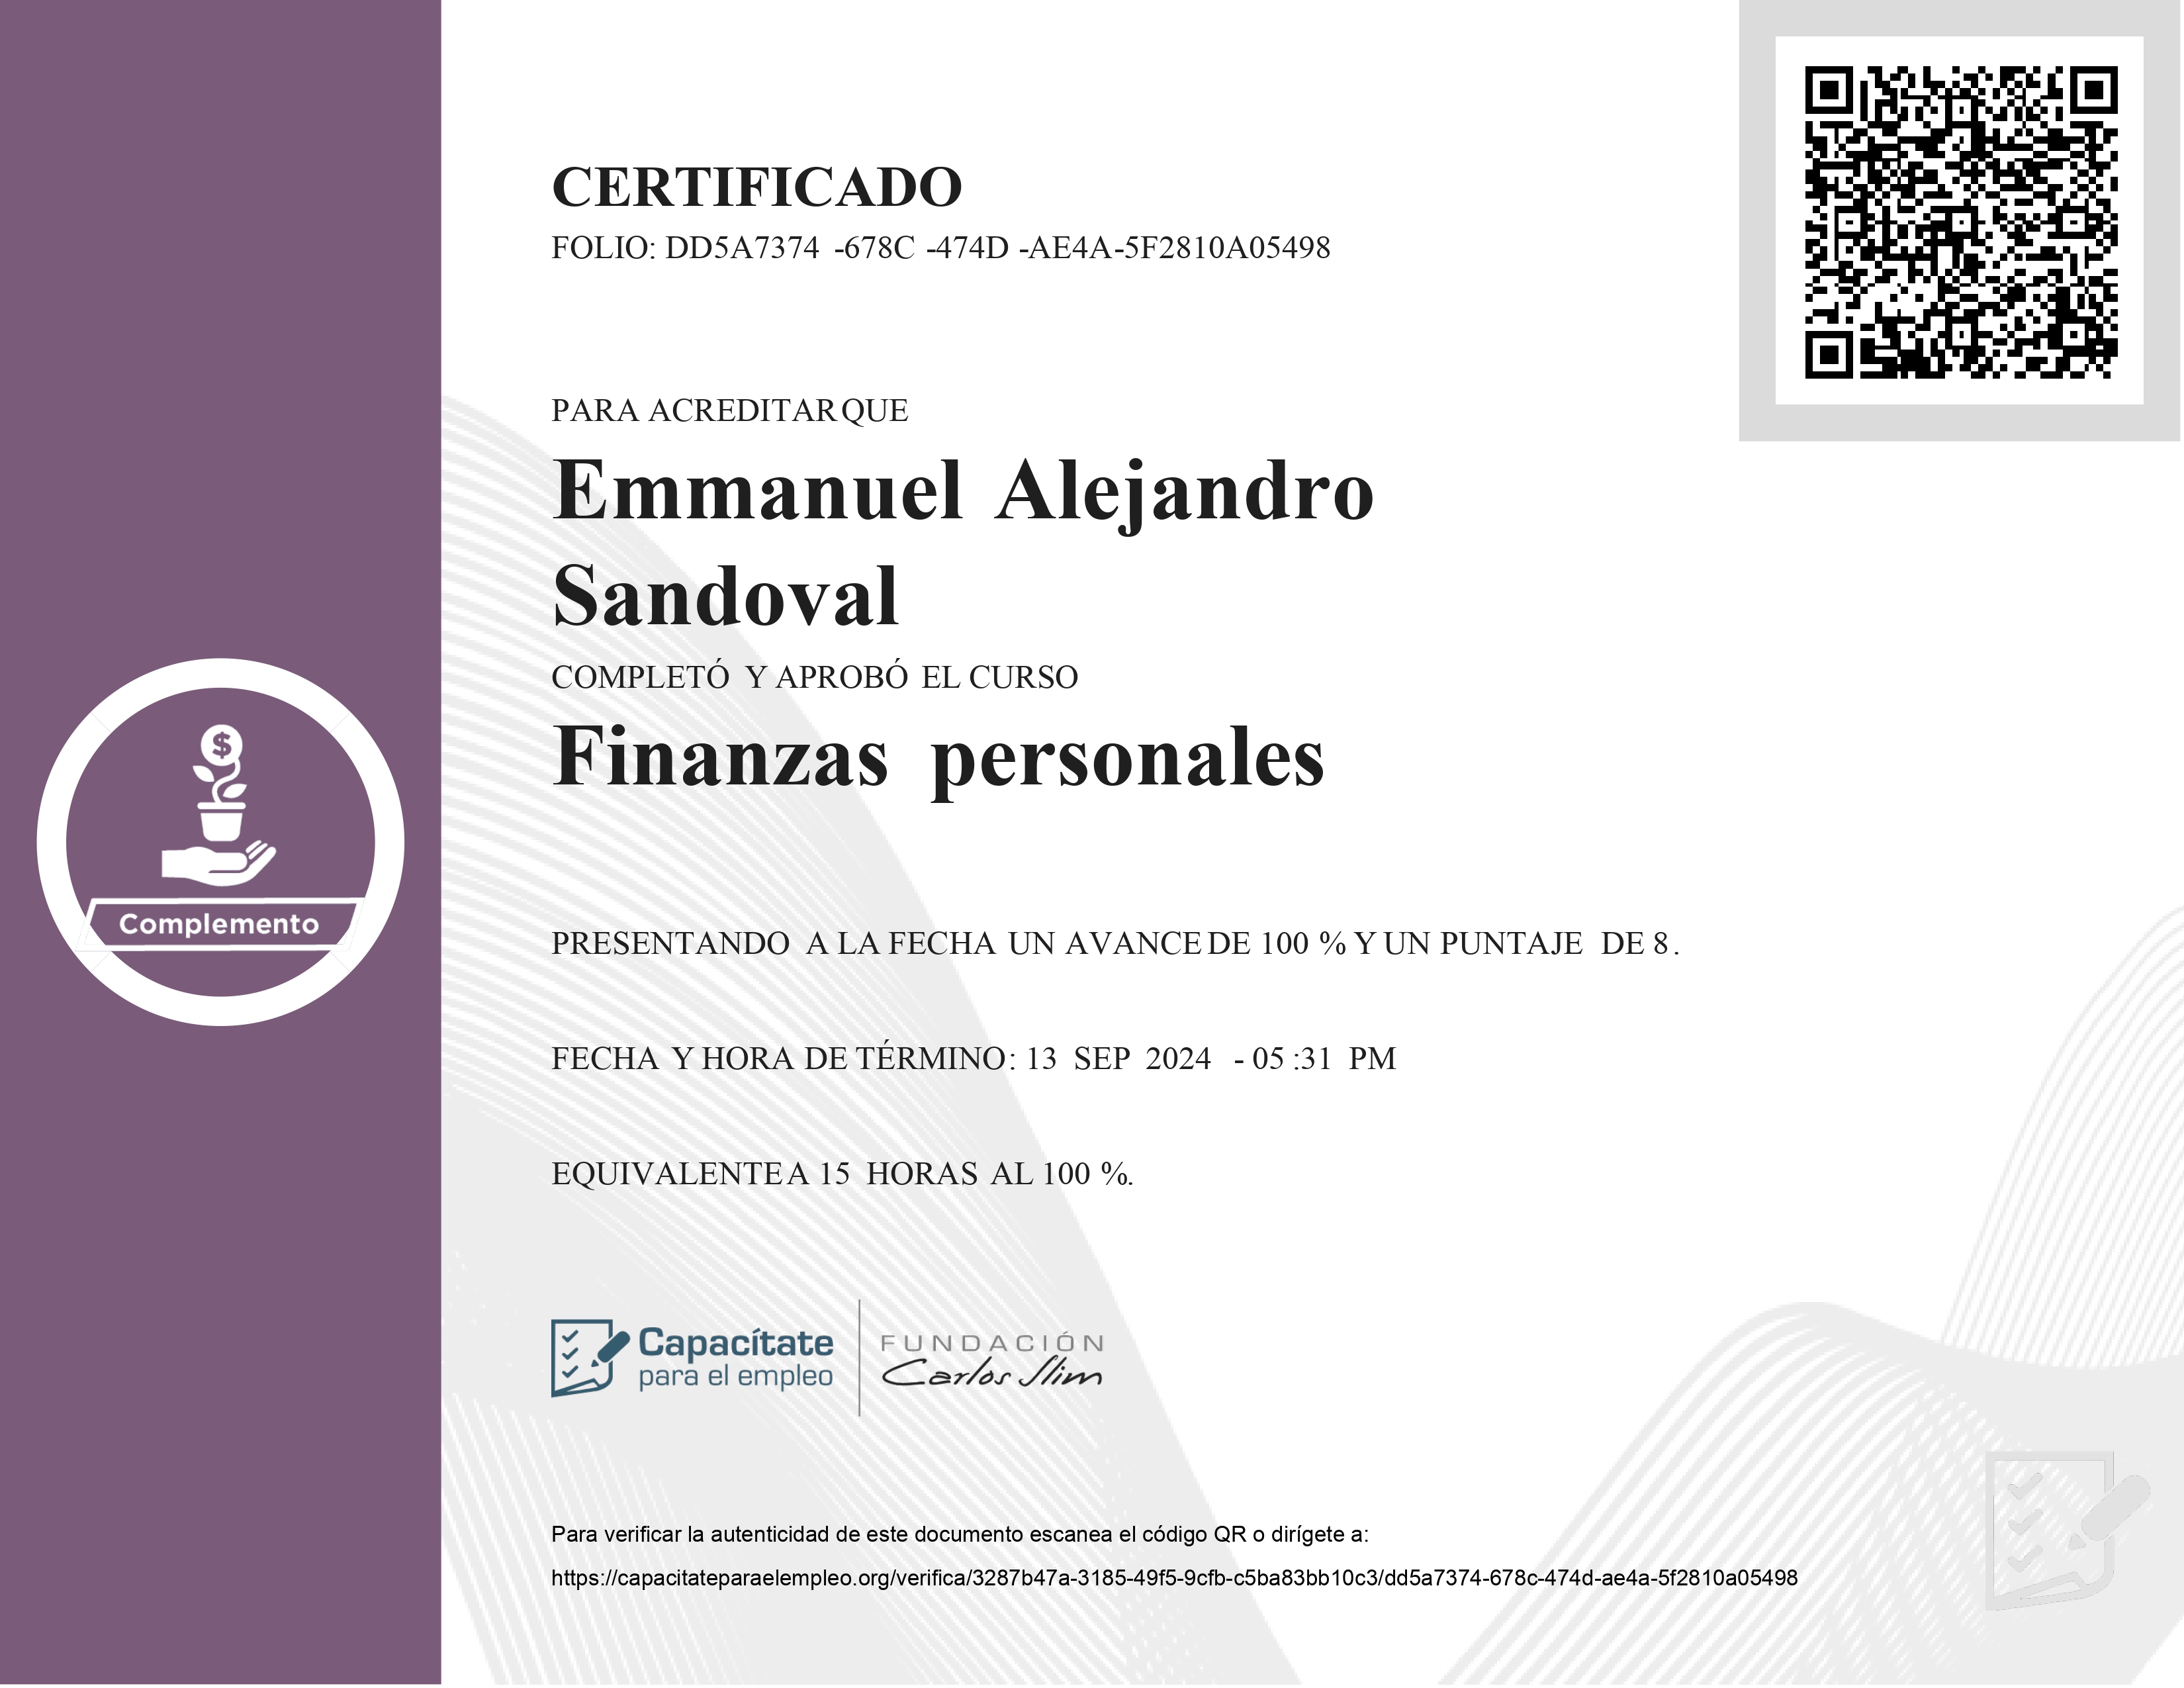 CERTIFICADO
FOLIO: DD5A7374 -678C -474D -AE4A-5F2810A05498
PARA ACREDITAR QUE
Emmanuel Alejandro
Sandoval
COMPLETÓ Y APROBÓ EL CURSO
Finanzas personales
$
Complemento
PRESENTANDO A LA FECHA UN AVANCE DE 100 % Y UN PUNTAJE DE 8.
FECHA Y HORA DE TÉRMINO: 13 SEP 2024 - 05 :31 PM
EQUIVALENTE A 15 HORAS AL 100 %.
Capacítate
para el empleo
FUNDACIÓN
Carlos Slim
Para verificar la autenticidad de este documento escanea el código QR o dirígete a:
https://capacitateparaelempleo.org/verifica/3287b47a-3185-49f5-9cfb-c5ba83bb10c3/dd5a7374-678c-474d-ae4a-5f2810a05498